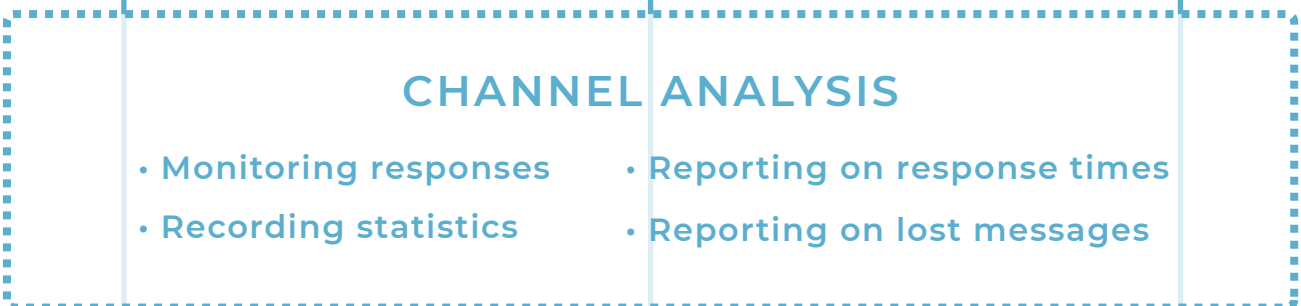 CHANNEL ANALYSIS
• Monitoring responses
• Recording statistics
• Reporting on response times
• Reporting on lost messages